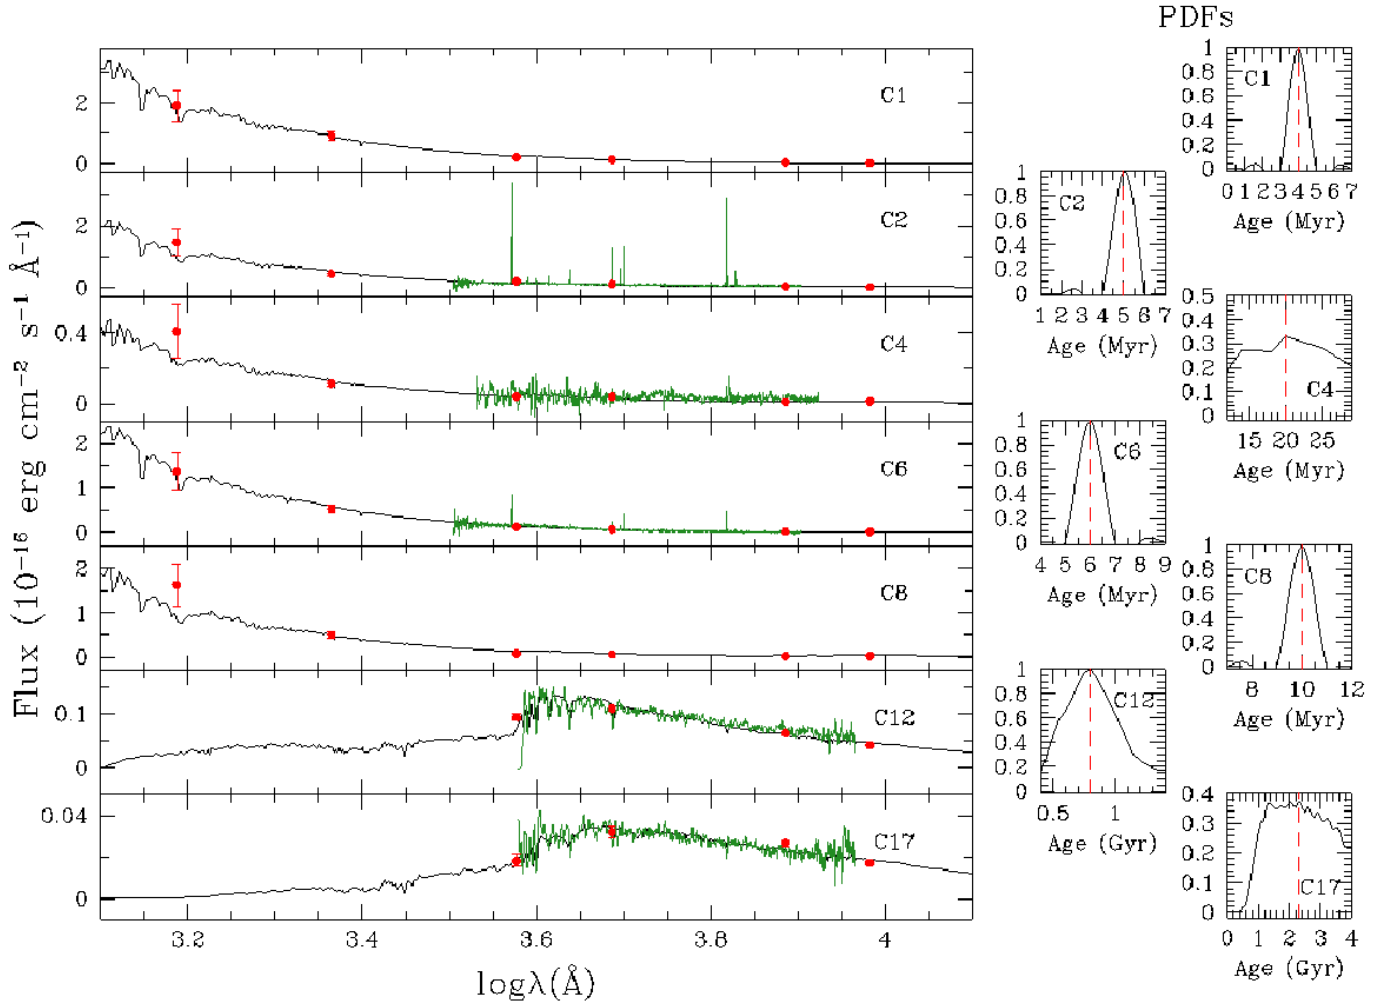 PDFs
Flux (10⁻¹⁶ erg cm⁻² s⁻¹ Å⁻¹)
2
0
C1
2
0
C2
0.4
0
C4
2
1
0
C6
2
1
0
C8
0.1
0
C12
0.04
0
C17
3.2 3.4 3.6 3.8 4
logλ(Å)
1
0.8
0.6
0.4
0.2
0
C1
0 1 2 3 4 5 6 7
Age (Myr)
1
0.8
0.6
0.4
0.2
0
C2
1 2 3 4 5 6 7
Age (Myr)
0.5
0.4
0.3
0.2
0.1
0
C4
15 20 25
Age (Myr)
1
0.8
0.6
0.4
0.2
0
C6
4 5 6 7 8 9
Age (Myr)
1
0.8
0.6
0.4
0.2
0
C8
8 10 12
Age (Myr)
1
0.8
0.6
0.4
0.2
0
C12
0.5 1
Age (Gyr)
0.4
0.3
0.2
0.1
0
C17
0 1 2 3 4
Age (Gyr)